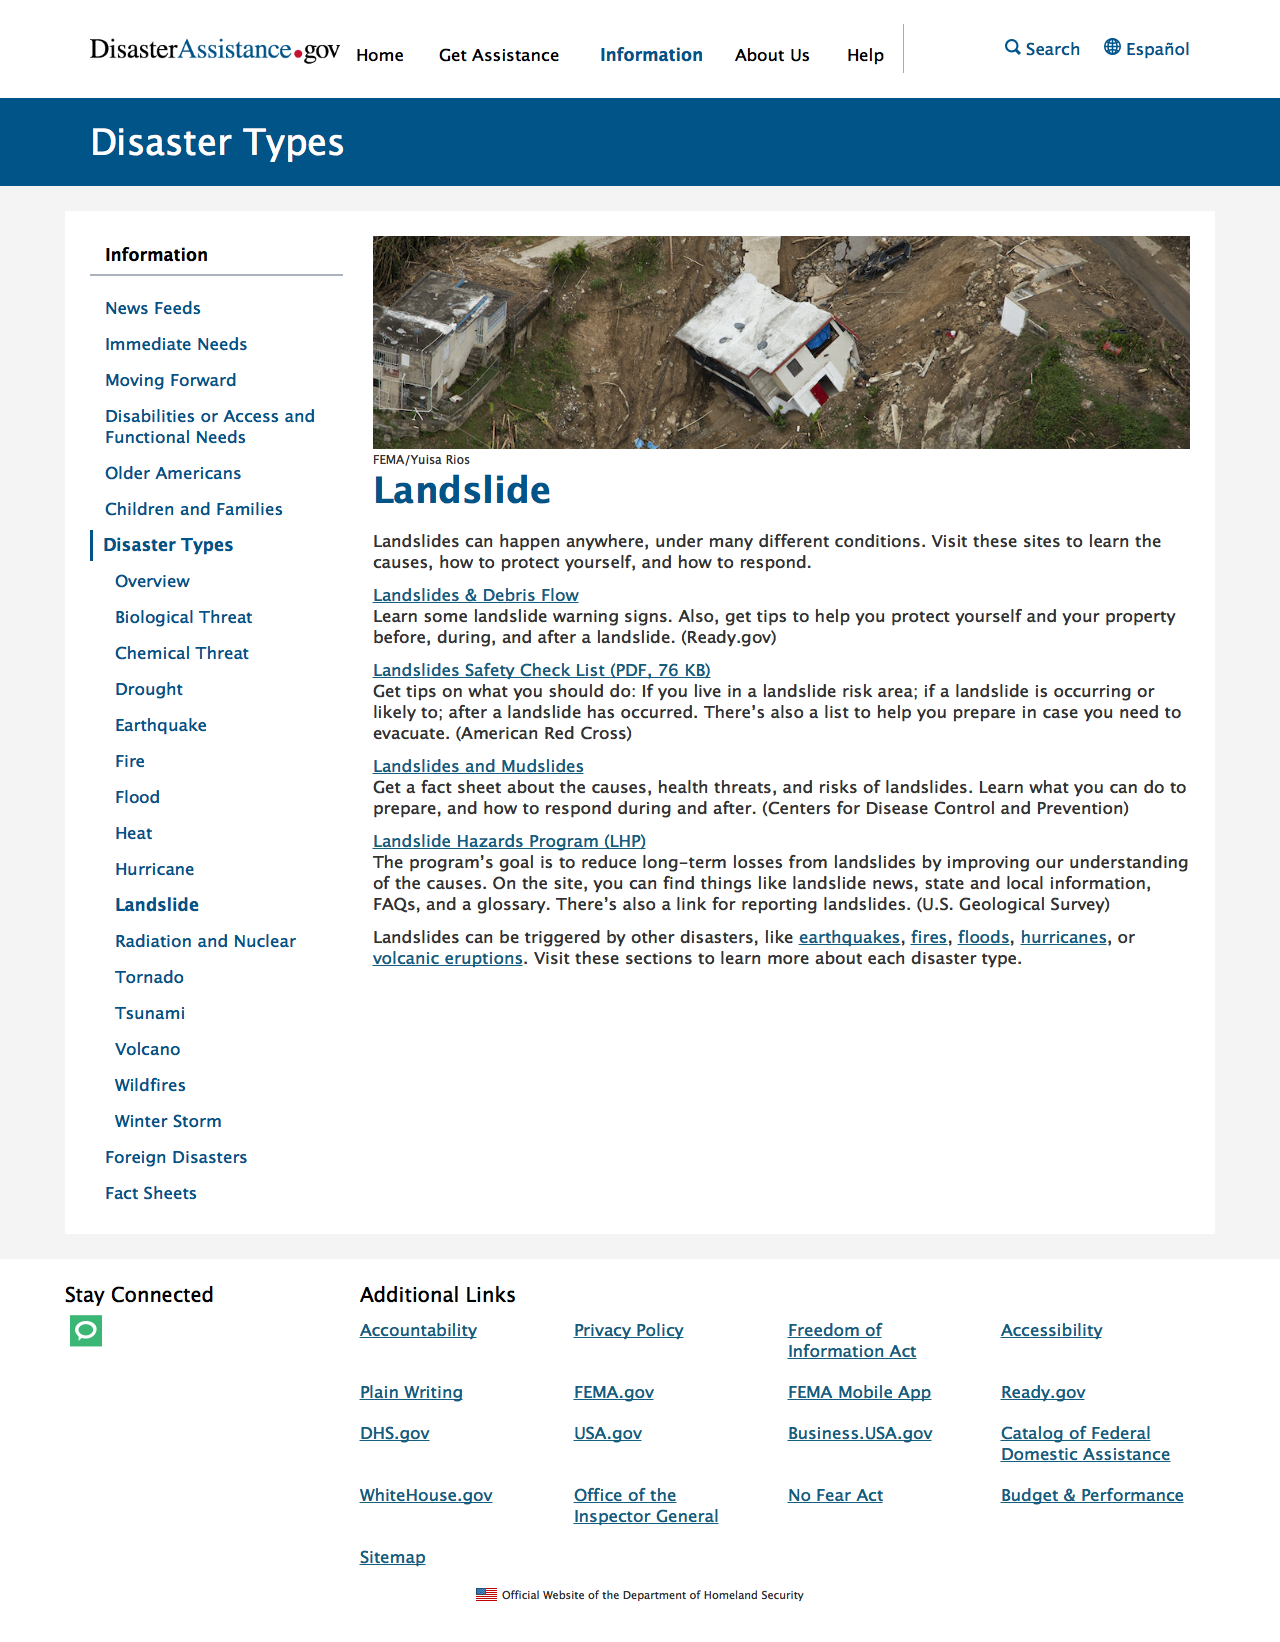 DisasterAssistance.gov
Home
Get Assistance
Information
About Us
Help
Search
Español
Disaster Types
Information
News Feeds
Immediate Needs
Moving Forward
Disabilities or Access and
Functional Needs
Older Americans
Children and Families
Disaster Types
Overview
Biological Threat
Chemical Threat
Drought
Earthquake
Fire
Flood
Heat
Hurricane
Landslide
Radiation and Nuclear
Tornado
Tsunami
Volcano
Wildfires
Winter Storm
Foreign Disasters
Fact Sheets
FEMA/Yuisa Rios
Landslide
Landslides can happen anywhere, under many different conditions. Visit these sites to learn the
causes, how to protect yourself, and how to respond.
Landslides & Debris Flow
Learn some landslide warning signs. Also, get tips to help you protect yourself and your property
before, during, and after a landslide. (Ready.gov)
Landslides Safety Check List (PDF, 76 KB)
Get tips on what you should do: If you live in a landslide risk area; if a landslide is occurring or
likely to; after a landslide has occurred. There's also a list to help you prepare in case you need to
evacuate. (American Red Cross)
Landslides and Mudslides
Get a fact sheet about the causes, health threats, and risks of landslides. Learn what you can do to
prepare, and how to respond during and after. (Centers for Disease Control and Prevention)
Landslide Hazards Program (LHP)
The program's goal is to reduce long-term losses from landslides by improving our understanding
of the causes. On the site, you can find things like landslide news, state and local information,
FAQs, and a glossary. There's also a link for reporting landslides. (U.S. Geological Survey)
Landslides can be triggered by other disasters, like earthquakes, fires, floods, hurricanes, or
volcanic eruptions. Visit these sections to learn more about each disaster type.
Stay Connected
Additional Links
Accountability
Privacy Policy
Freedom of
Information Act
Accessibility
Plain Writing
FEMA.gov
FEMA Mobile App
Ready.gov
DHS.gov
USA.gov
Business.USA.gov
Catalog of Federal
Domestic Assistance
WhiteHouse.gov
Office of the
Inspector General
No Fear Act
Budget & Performance
Sitemap
Official Website of the Department of Homeland Security